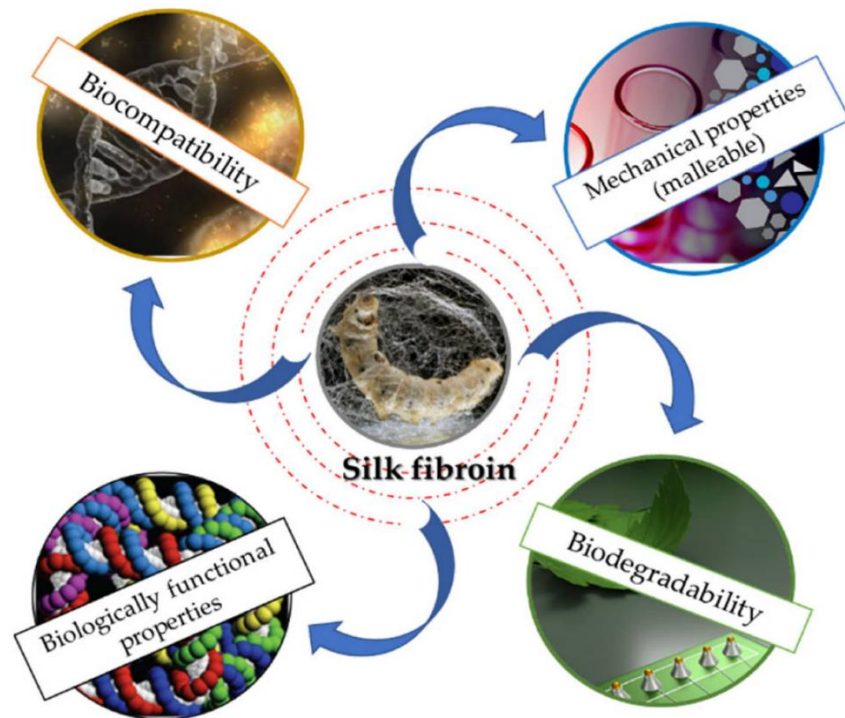 Biocompatibility
Mechanical properties
(malleable)
Silk fibroin
Biologically functional
properties
Biodegradability